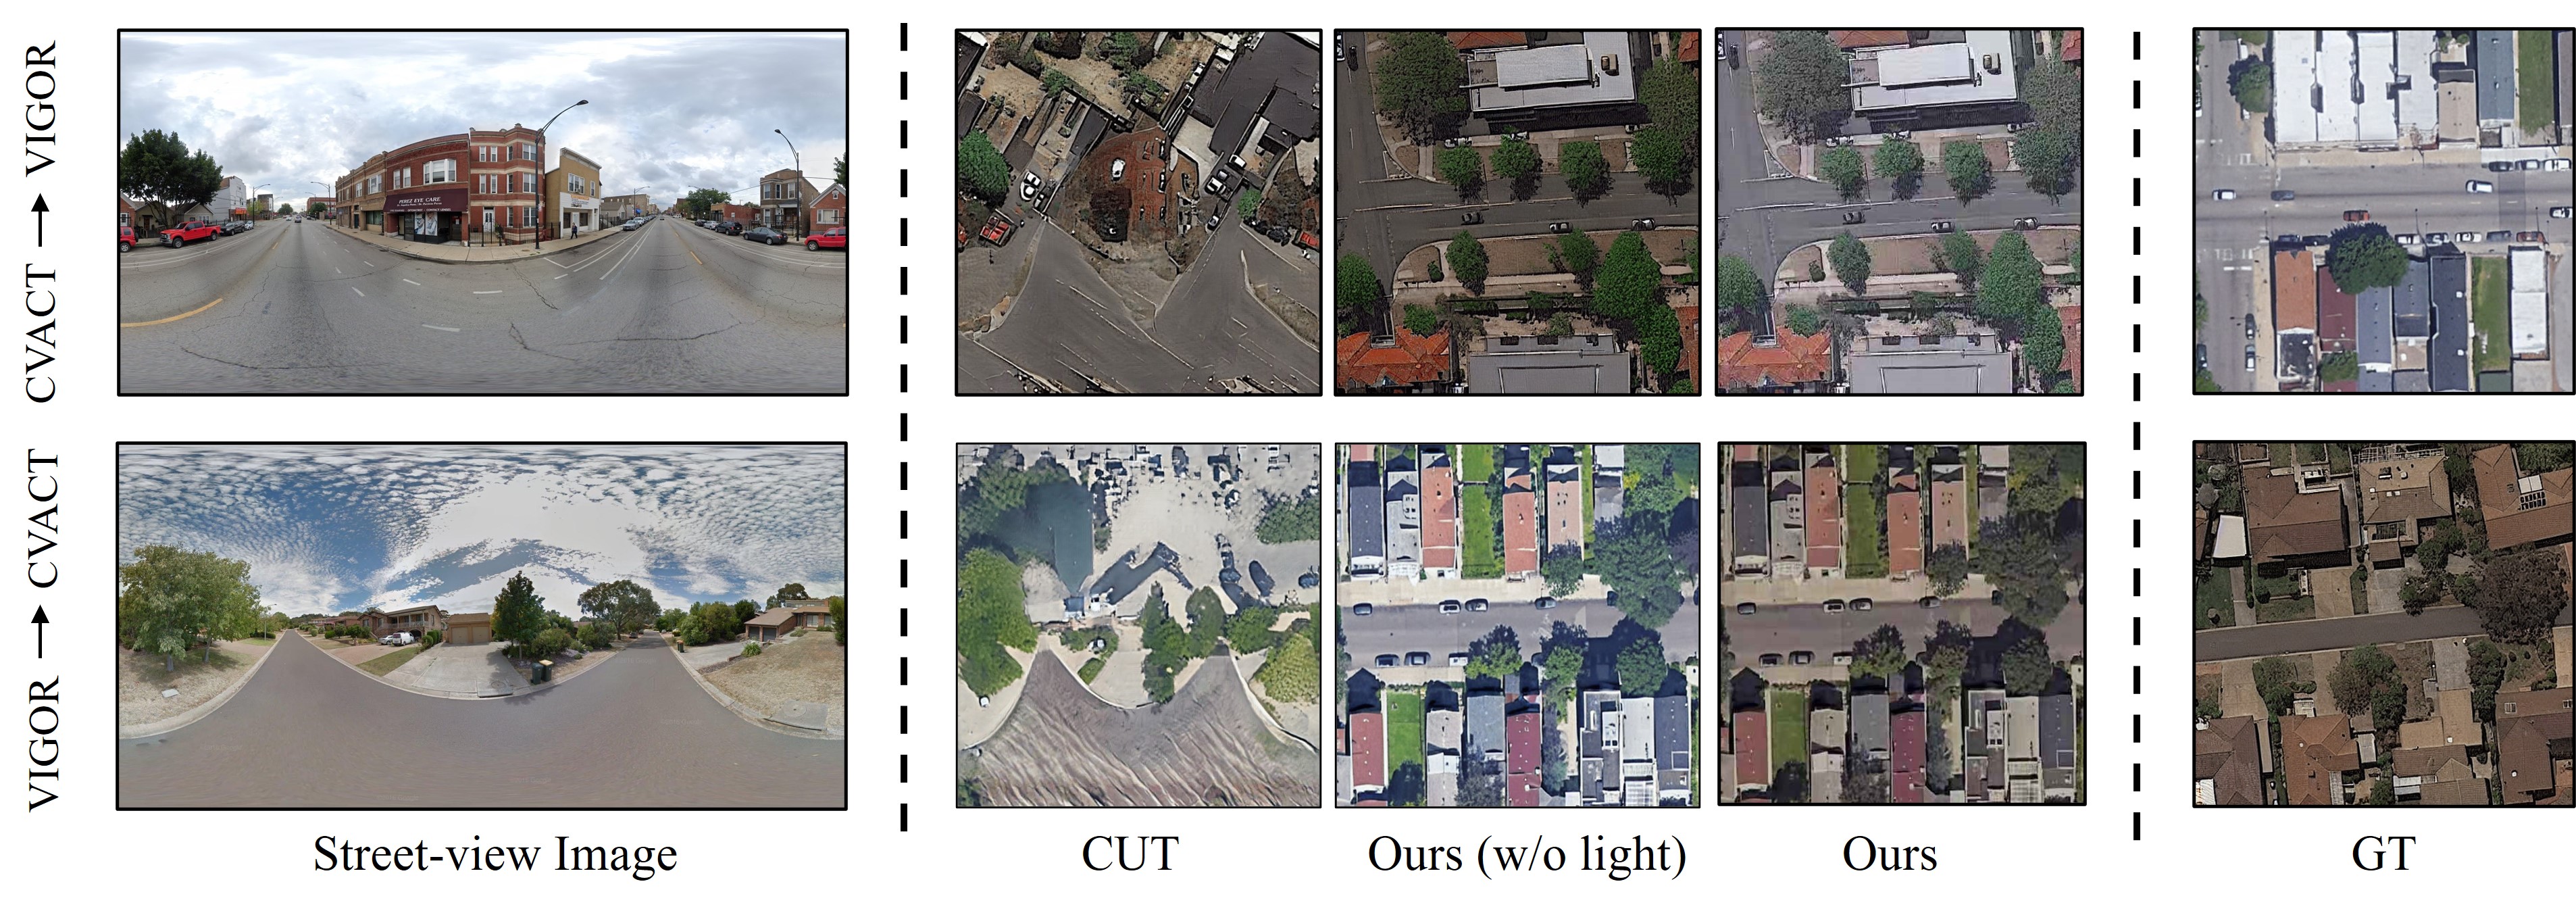 CVACT → VIGOR
PEREZ EYE CARE
VIGOR → CVACT
Street-view Image
CUT
Ours (w/o light)
Ours
GT